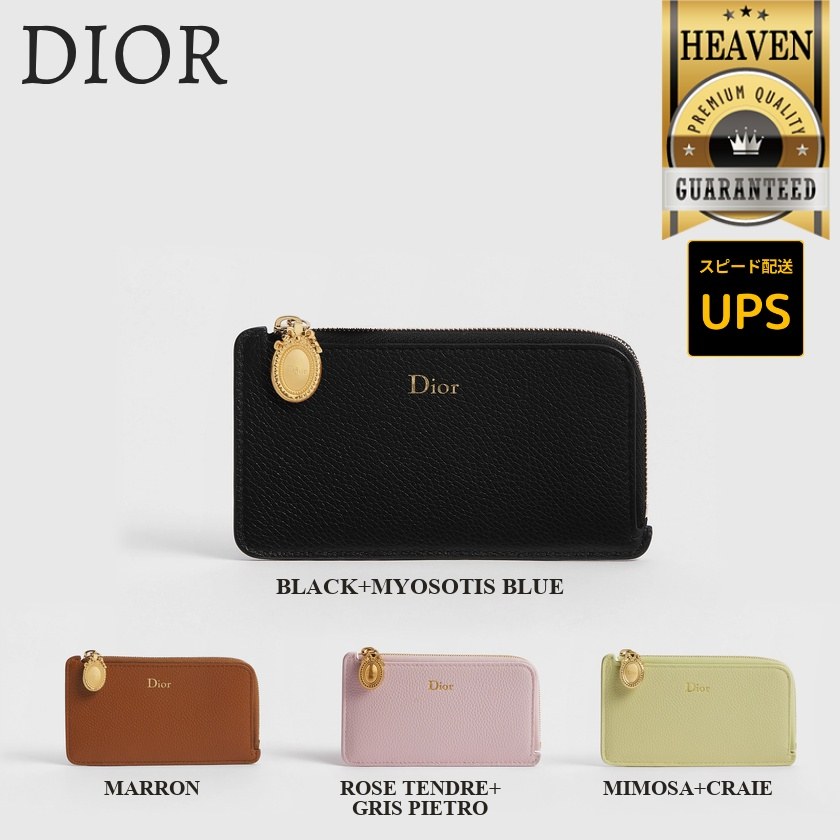 DIOR
HEAVEN
PREMIUM QUALITY
GUARANTEED
スピード配送
UPS
Dior
BLACK+MYOSOTIS BLUE
Dior
Dior
Dior
MARRON
ROSE TENDRE+
GRIS PIETRO
MIMOSA+CRAIE